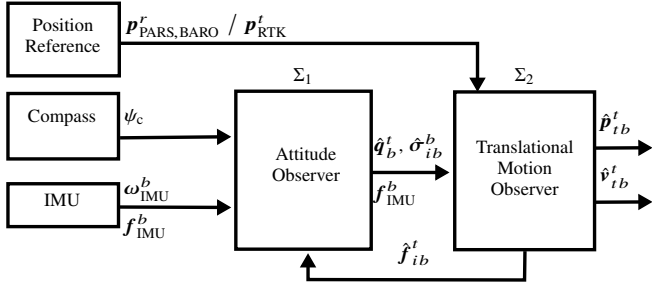 Position
Reference
p^r_PARS,BARO / p^t_RTK
Σ₁
Σ₂
Compass
ψ_c
Attitude
Observer
q̂^t_b, σ̂^b_ib
f^b_IMU
Translational
Motion
Observer
p̂^t_tb
v̂^t_tb
IMU
ω^b_IMU
f^b_IMU
f̂^t_ib